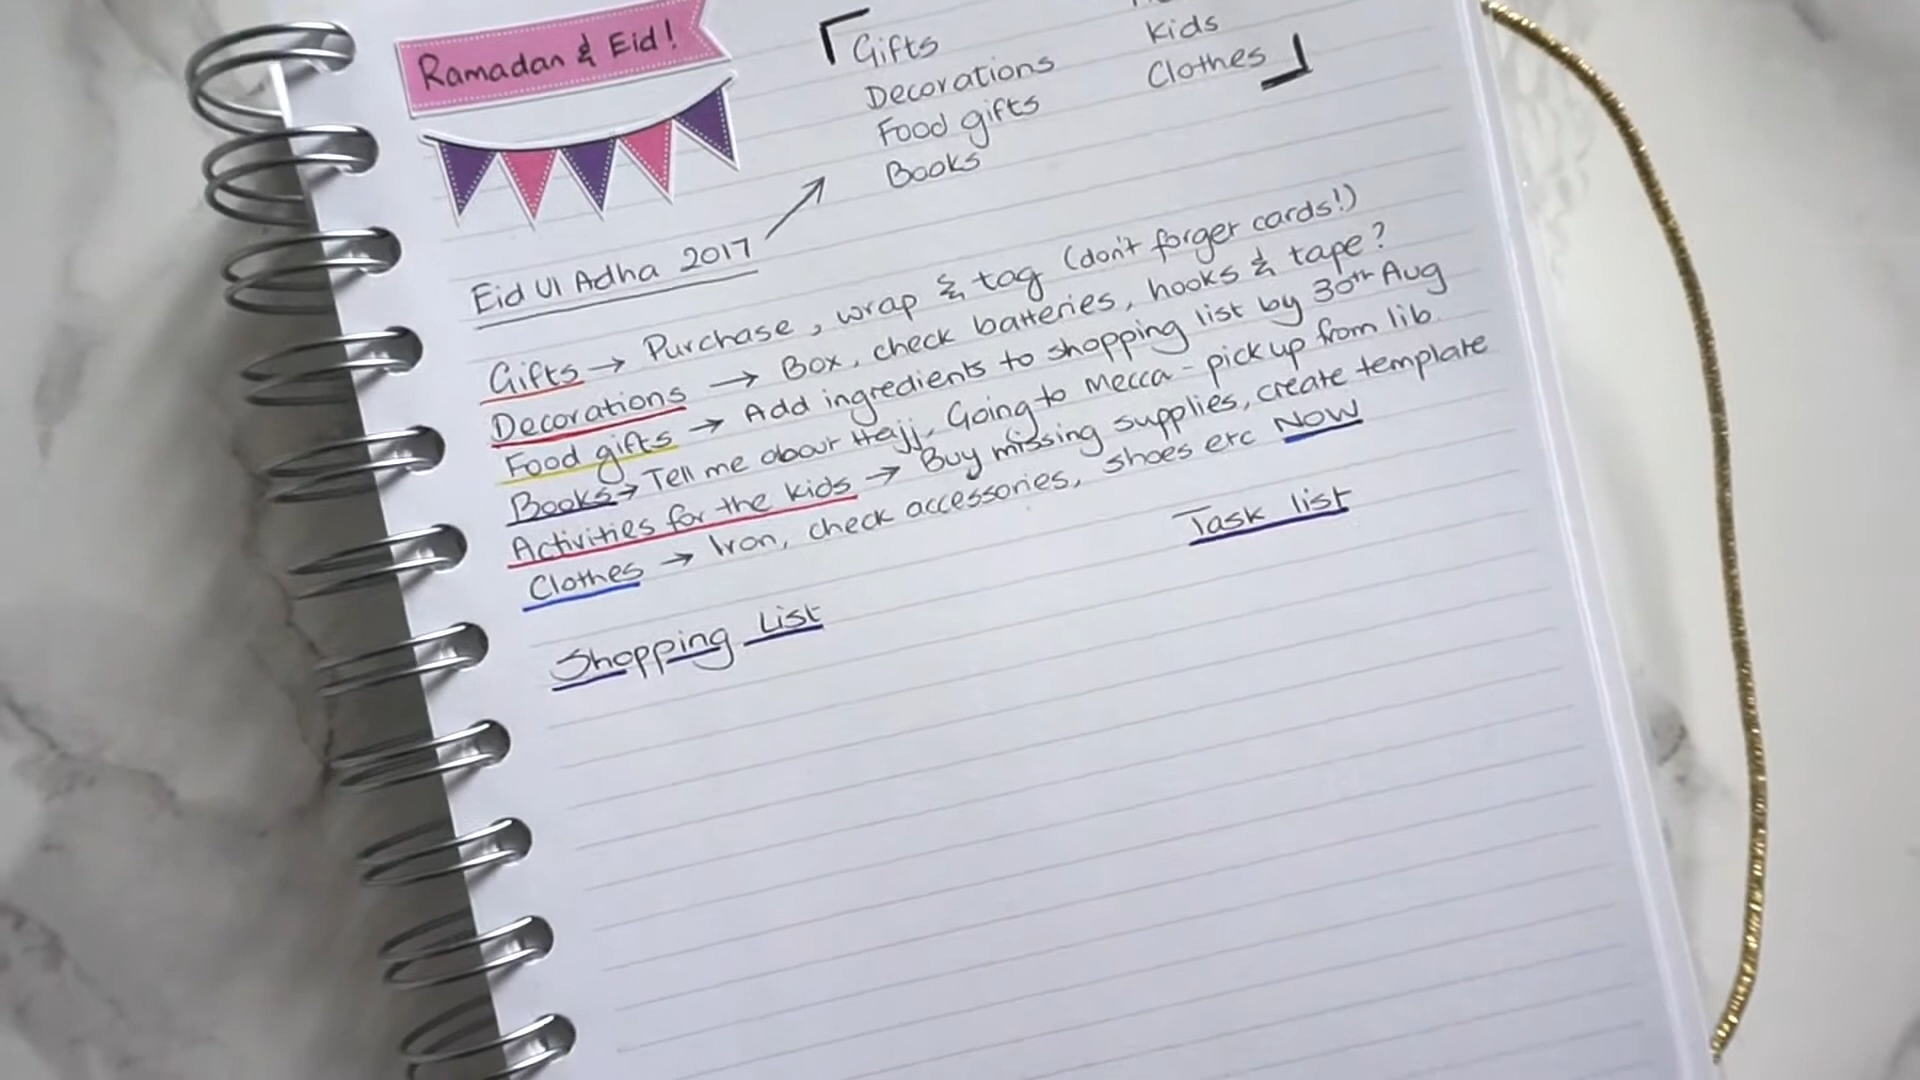 Ramadan & Eid!
Gifts
Decorations
Food gifts
Books
Kids
Clothes
Eid Ul Adha 2017
Gifts → Purchase, wrap & tag (don't forger cards!)
Decorations → Box, check batteries, hooks & tape?
Food gifts → Add ingredients to shopping list by 30th Aug
Books → Tell me about Hajj, Going to Mecca - pick up from lib.
Activities for the kids → Buy missing supplies, create template
Clothes → Iron, check accessories, shoes etc NOW
Shopping List
Task list